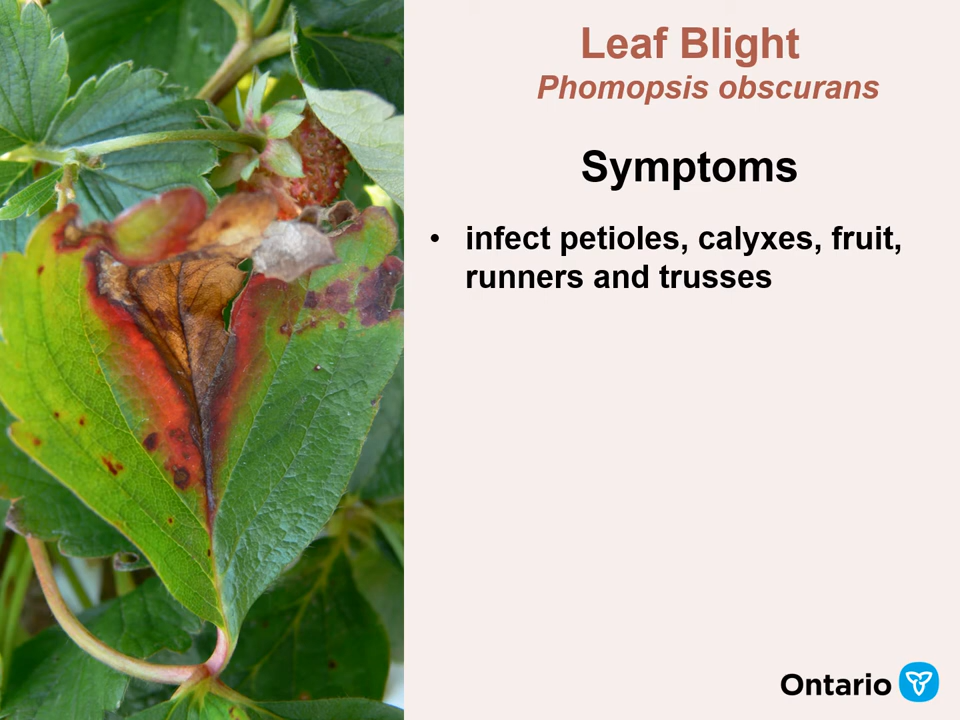 Leaf Blight
Phomopsis obscurans
Symptoms
• infect petioles, calyxes, fruit,
runners and trusses
Ontario